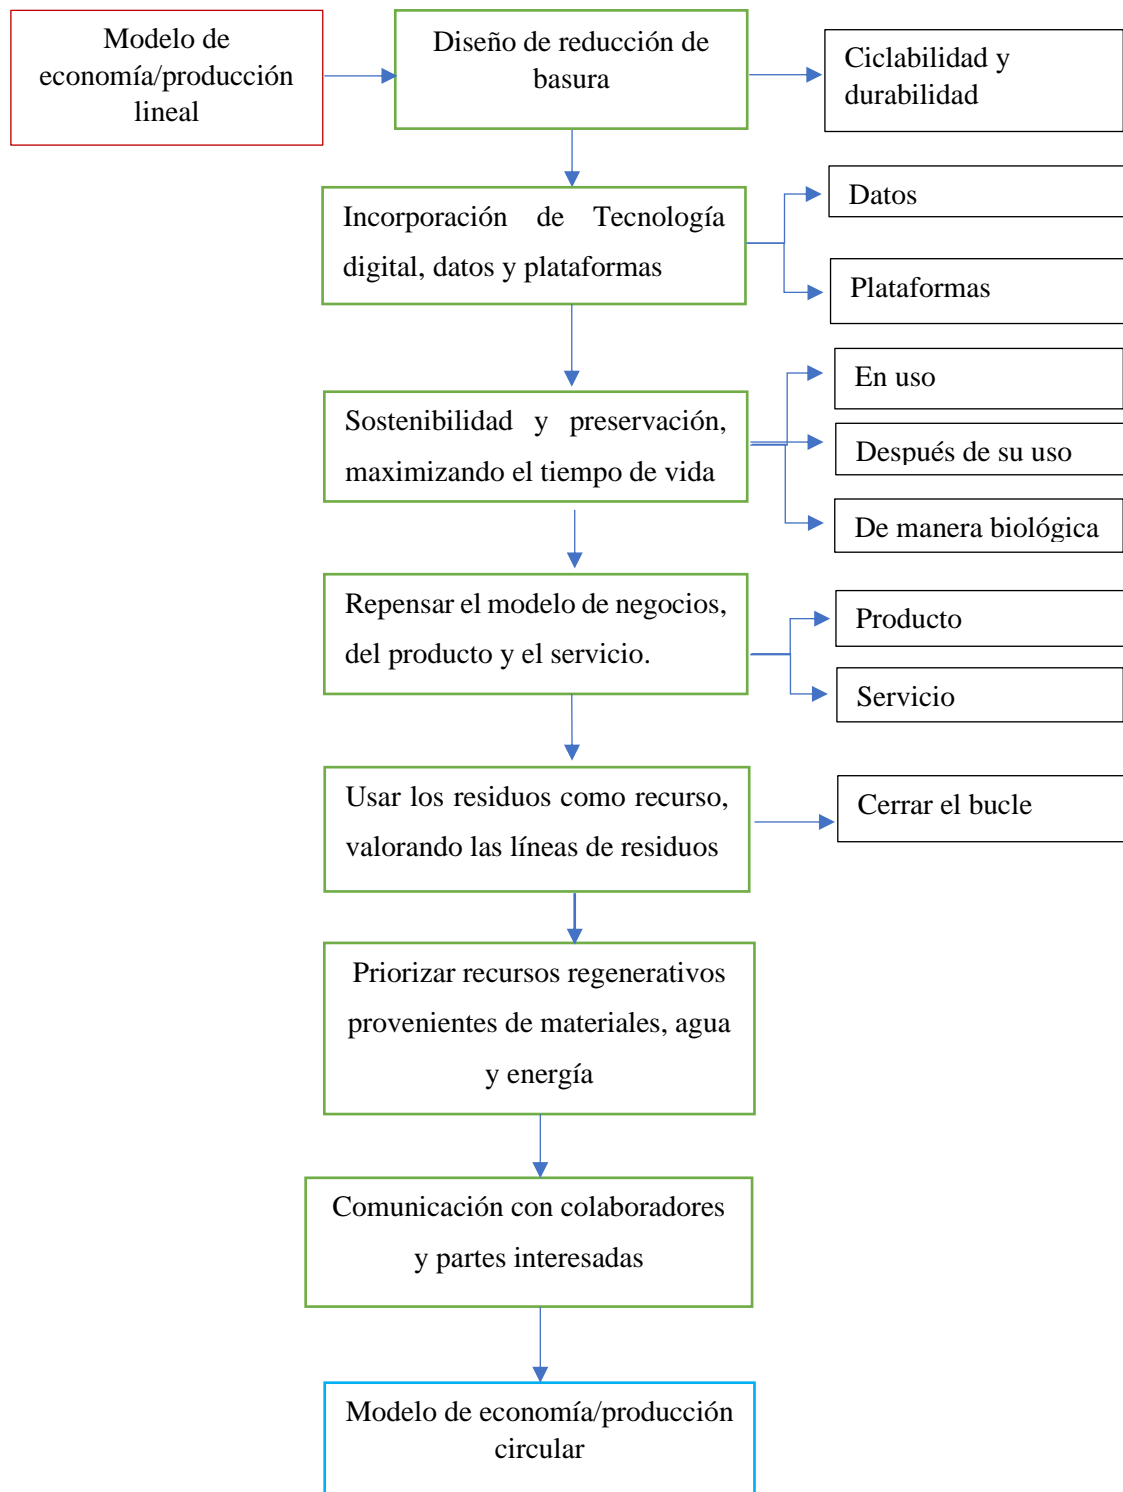 Modelo de
economía/producción
lineal
Diseño de reducción de
basura
Ciclabilidad y
durabilidad
Incorporación de Tecnología
digital, datos y plataformas
Datos
Plataformas
Sostenibilidad y preservación,
maximizando el tiempo de vida
En uso
Después de su uso
De manera biológica
Repensar el modelo de negocios,
del producto y el servicio.
Producto
Servicio
Usar los residuos como recurso,
valorando las líneas de residuos
Cerrar el bucle
Priorizar recursos regenerativos
provenientes de materiales, agua
y energía
Comunicación con colaboradores
y partes interesadas
Modelo de economía/producción
circular